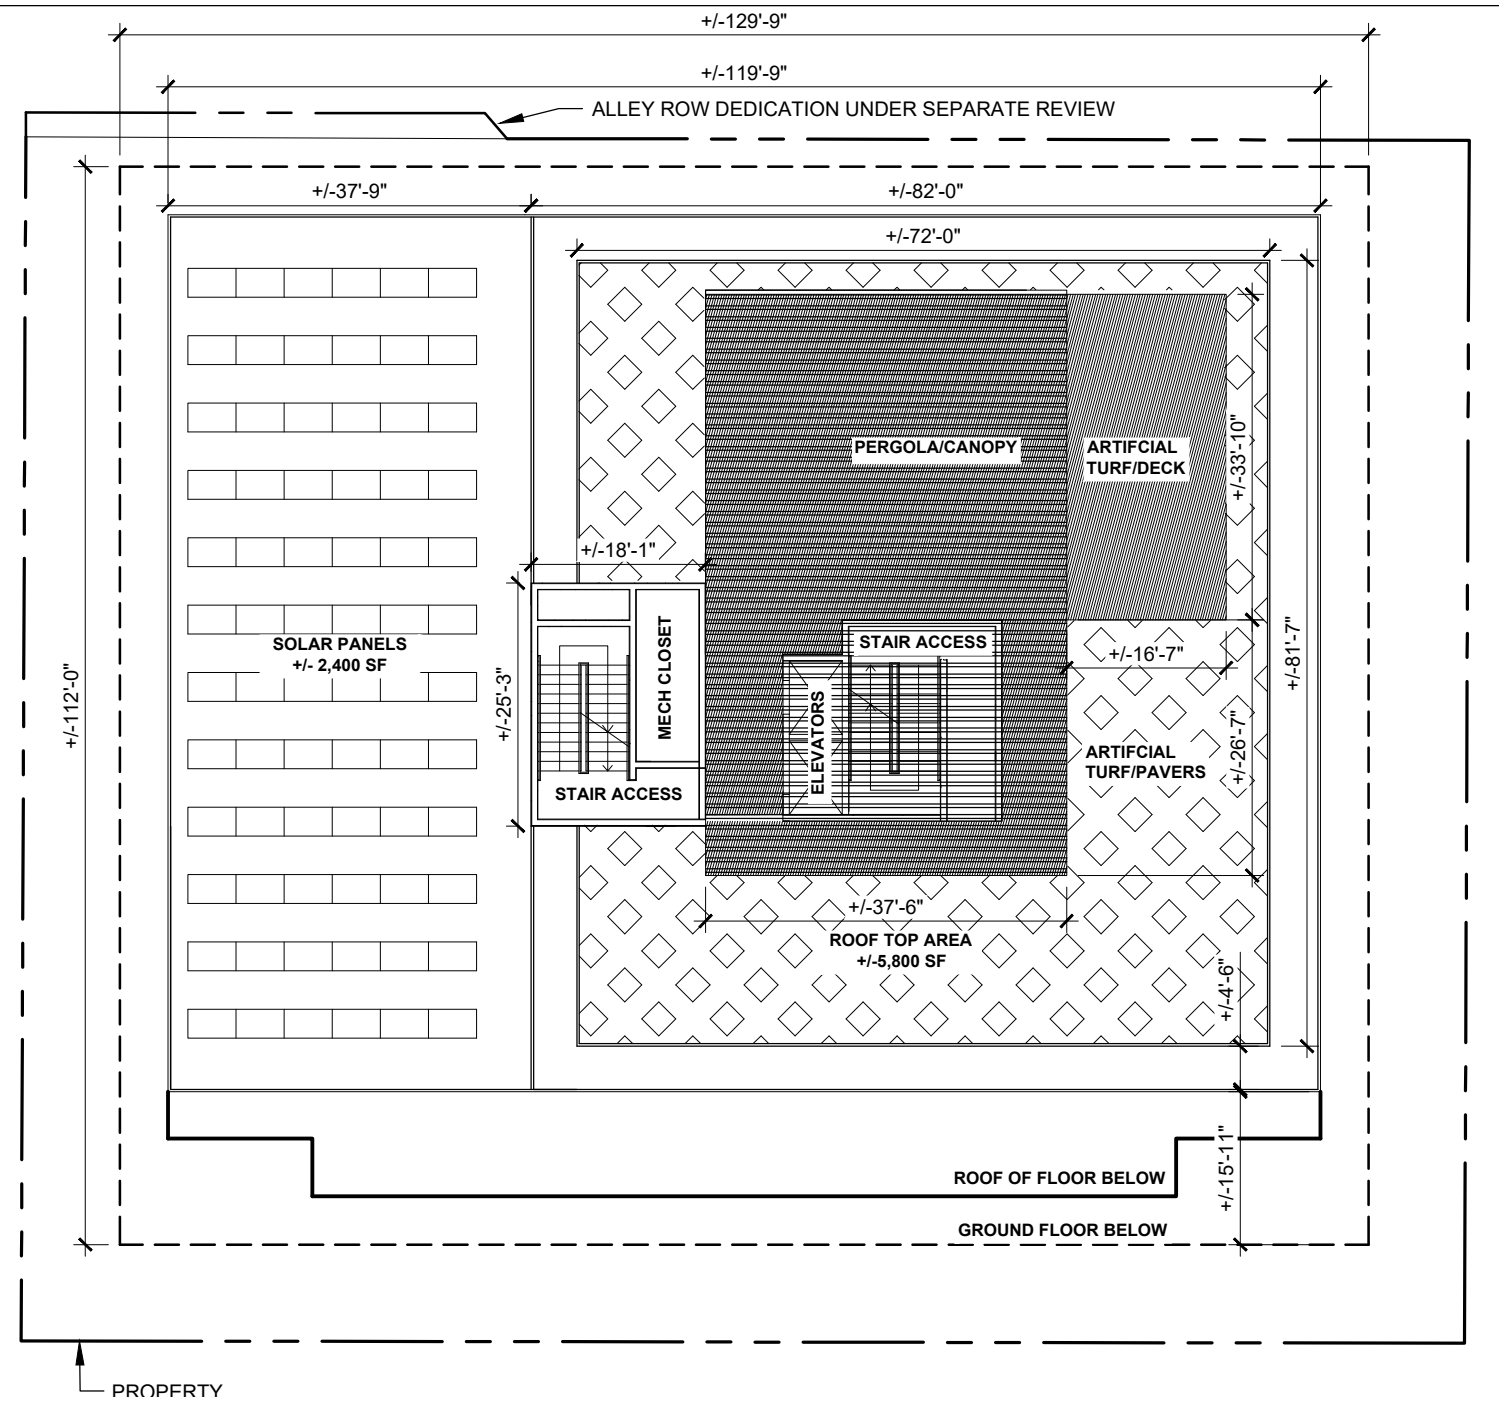 +/-129'-9"
+/-119'-9"
ALLEY ROW DEDICATION UNDER SEPARATE REVIEW
+/-37'-9"
+/-82'-0"
+/-72'-0"
PERGOLA/CANOPY
ARTIFCIAL
TURF/DECK
+/-33'-10"
+/-18'-1"
SOLAR PANELS
+/- 2,400 SF
+/-112'-0"
+/-25'-3"
MECH CLOSET
STAIR ACCESS
STAIR ACCESS
ELEVATORS
+/-16'-7"
+/-81'-7"
ARTIFCIAL
TURF/PAVERS
+/-26'-7"
+/-37'-6"
ROOF TOP AREA
+/-5,800 SF
+/-4'-6"
+/-15'-11"
ROOF OF FLOOR BELOW
GROUND FLOOR BELOW
PROPERTY